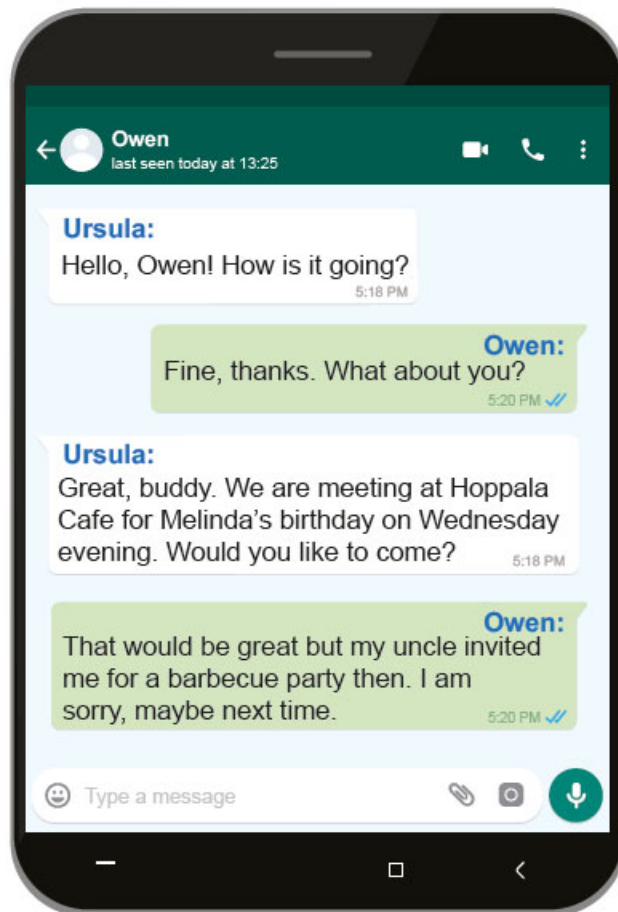 Owen
last seen today at 13:25
Ursula:
Hello, Owen! How is it going?
5:18 PM
Owen:
Fine, thanks. What about you?
5:20 PM
Ursula:
Great, buddy. We are meeting at Hoppala
Cafe for Melinda's birthday on Wednesday
evening. Would you like to come?
5:18 PM
Owen:
That would be great but my uncle invited
me for a barbecue party then. I am
sorry, maybe next time.
5:20 PM
Type a message